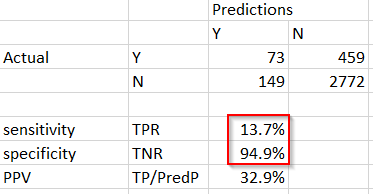 Predictions
Y N
Actual Y 73 459
N 149 2772
sensitivity TPR 13.7%
specificity TNR 94.9%
PPV TP/PredP 32.9%